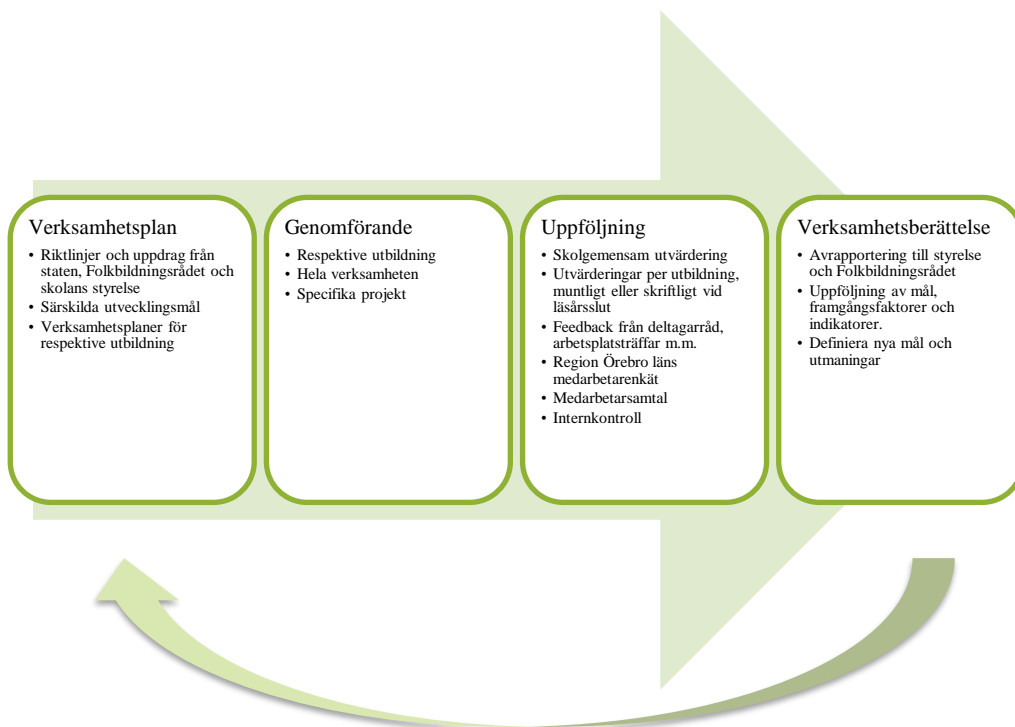 Verksamhetsplan
• Riktlinjer och uppdrag från
staten, Folkbildningsrådet och
skolans styrelse
• Särskilda utvecklingsmål
• Verksamhetsplaner för
respektive utbildning
Genomförande
• Respektive utbildning
• Hela verksamheten
• Specifika projekt
Uppföljning
• Skolgemensam utvärdering
• Utvärderingar per utbildning,
muntligt eller skriftligt vid
läsårsslut
• Feedback från deltagarråd,
arbetsplatsträffar m.m.
• Region Örebro läns
medarbetarenkät
• Medarbetarsamtal
• Internkontroll
Verksamhetsberättelse
• Avrapportering till styrelse
och Folkbildningsrådet
• Uppföljning av mål,
framgångsfaktorer och
indikatorer.
• Definiera nya mål och
utmaningar